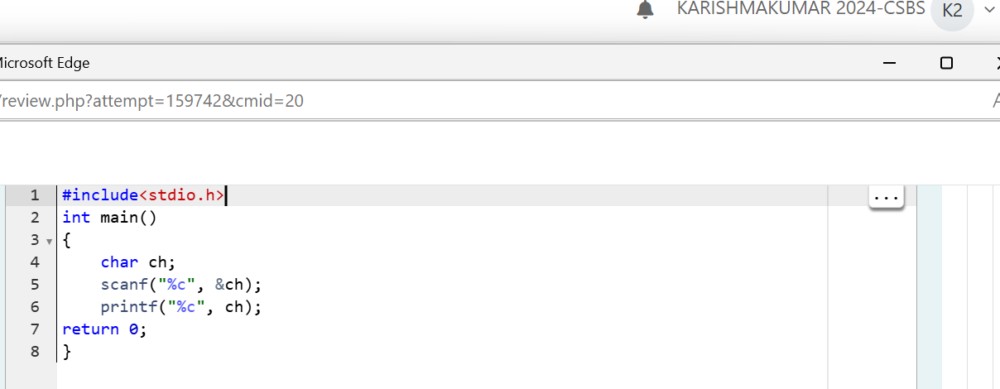 KARISHMAKUMAR 2024-CSBS K2
Microsoft Edge
/review.php?attempt=159742&cmid=20
1 #include<stdio.h>
...
2 int main()
3 {
4 char ch;
5 scanf("%c", &ch);
6 printf("%c", ch);
7 return 0;
8 }